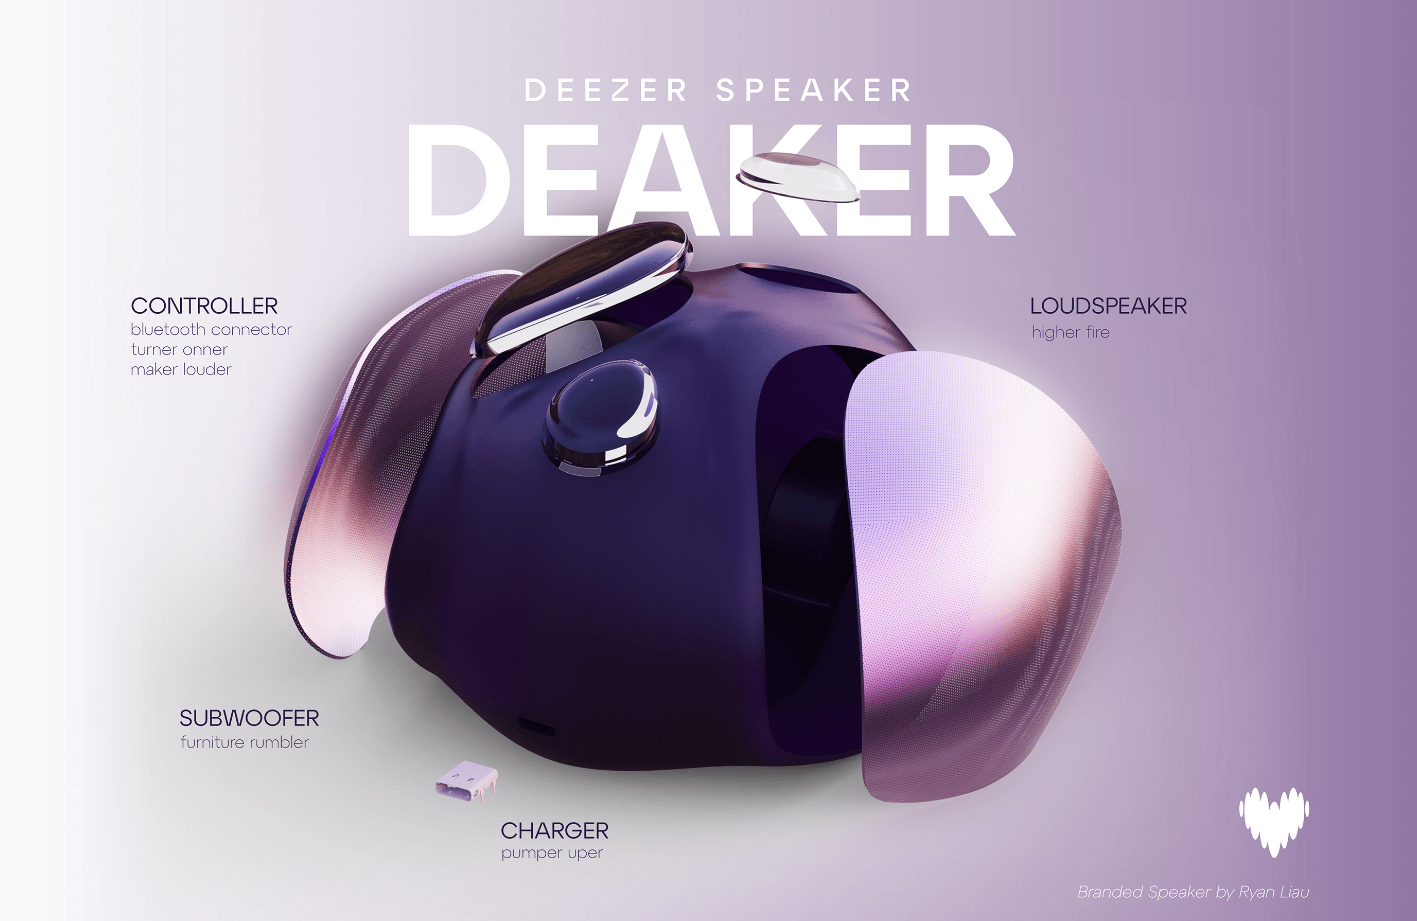 DEEZER SPEAKER
DEAKER
CONTROLLER
bluetooth connector
turner onner
maker louder
LOUDSPEAKER
higher fire
SUBWOOFER
furniture rumbler
CHARGER
pumper uper
Branded Speaker by Ryan Liau